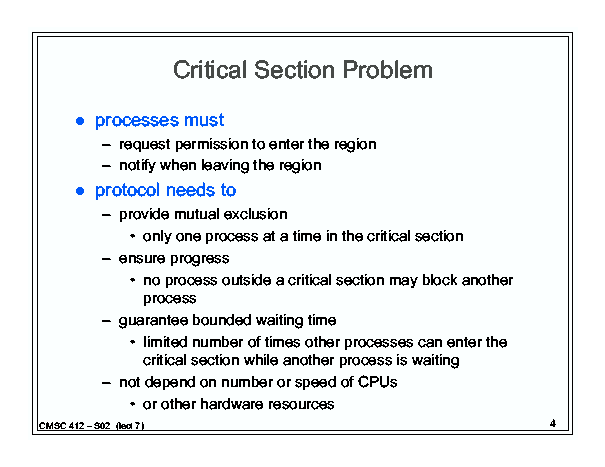 Critical Section Problem
● processes must
– request permission to enter the region
– notify when leaving the region
● protocol needs to
– provide mutual exclusion
• only one process at a time in the critical section
– ensure progress
• no process outside a critical section may block another
process
– guarantee bounded waiting time
• limited number of times other processes can enter the
critical section while another process is waiting
– not depend on number or speed of CPUs
• or other hardware resources
CMSC 412 – S02 (lect 7)
4